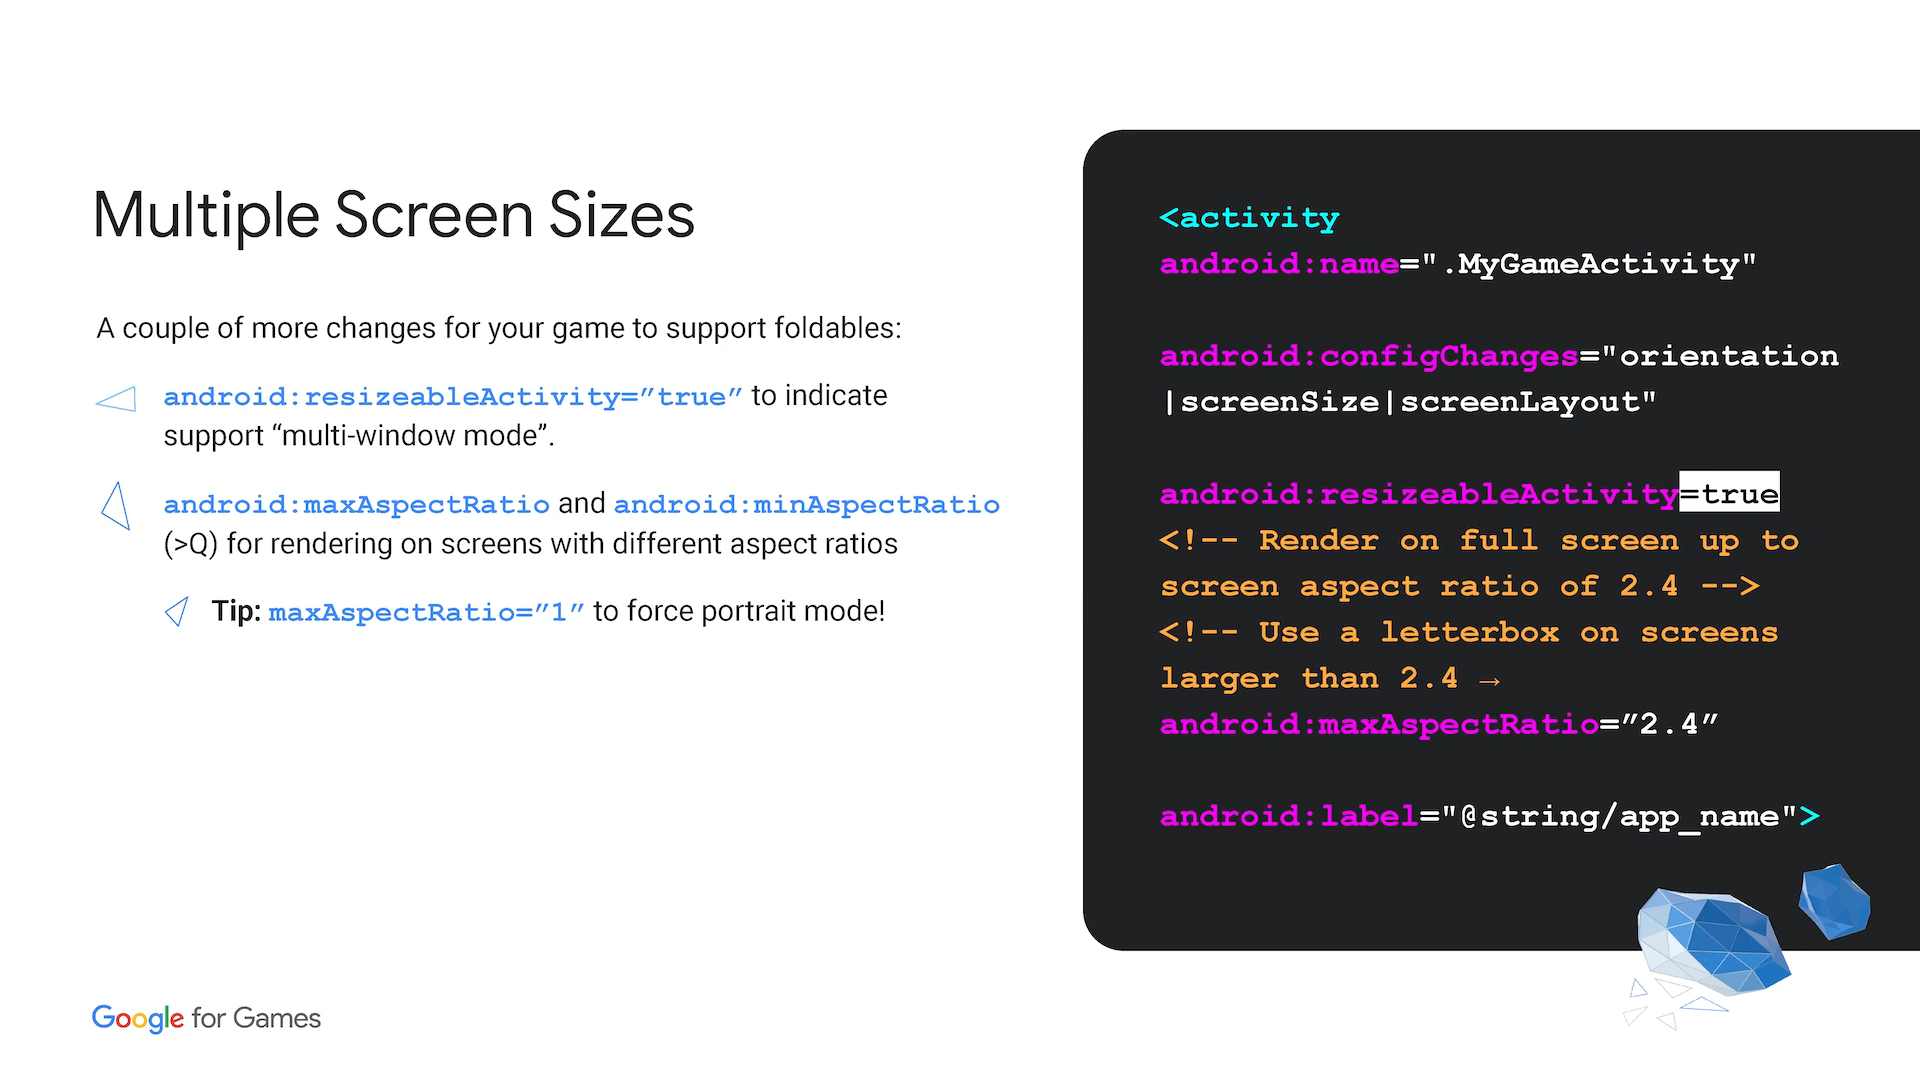 Multiple Screen Sizes
A couple of more changes for your game to support foldables:
android:resizeableActivity=”true” to indicate
support “multi-window mode”.
android:maxAspectRatio and android:minAspectRatio
(>Q) for rendering on screens with different aspect ratios
Tip: maxAspectRatio=”1” to force portrait mode!
<activity
android:name=".MyGameActivity"
android:configChanges="orientation
|screenSize|screenLayout"
android:resizeableActivity=true
<!-- Render on full screen up to
screen aspect ratio of 2.4 -->
<!-- Use a letterbox on screens
larger than 2.4 →
android:maxAspectRatio=”2.4”
android:label="@string/app_name">
Google for Games